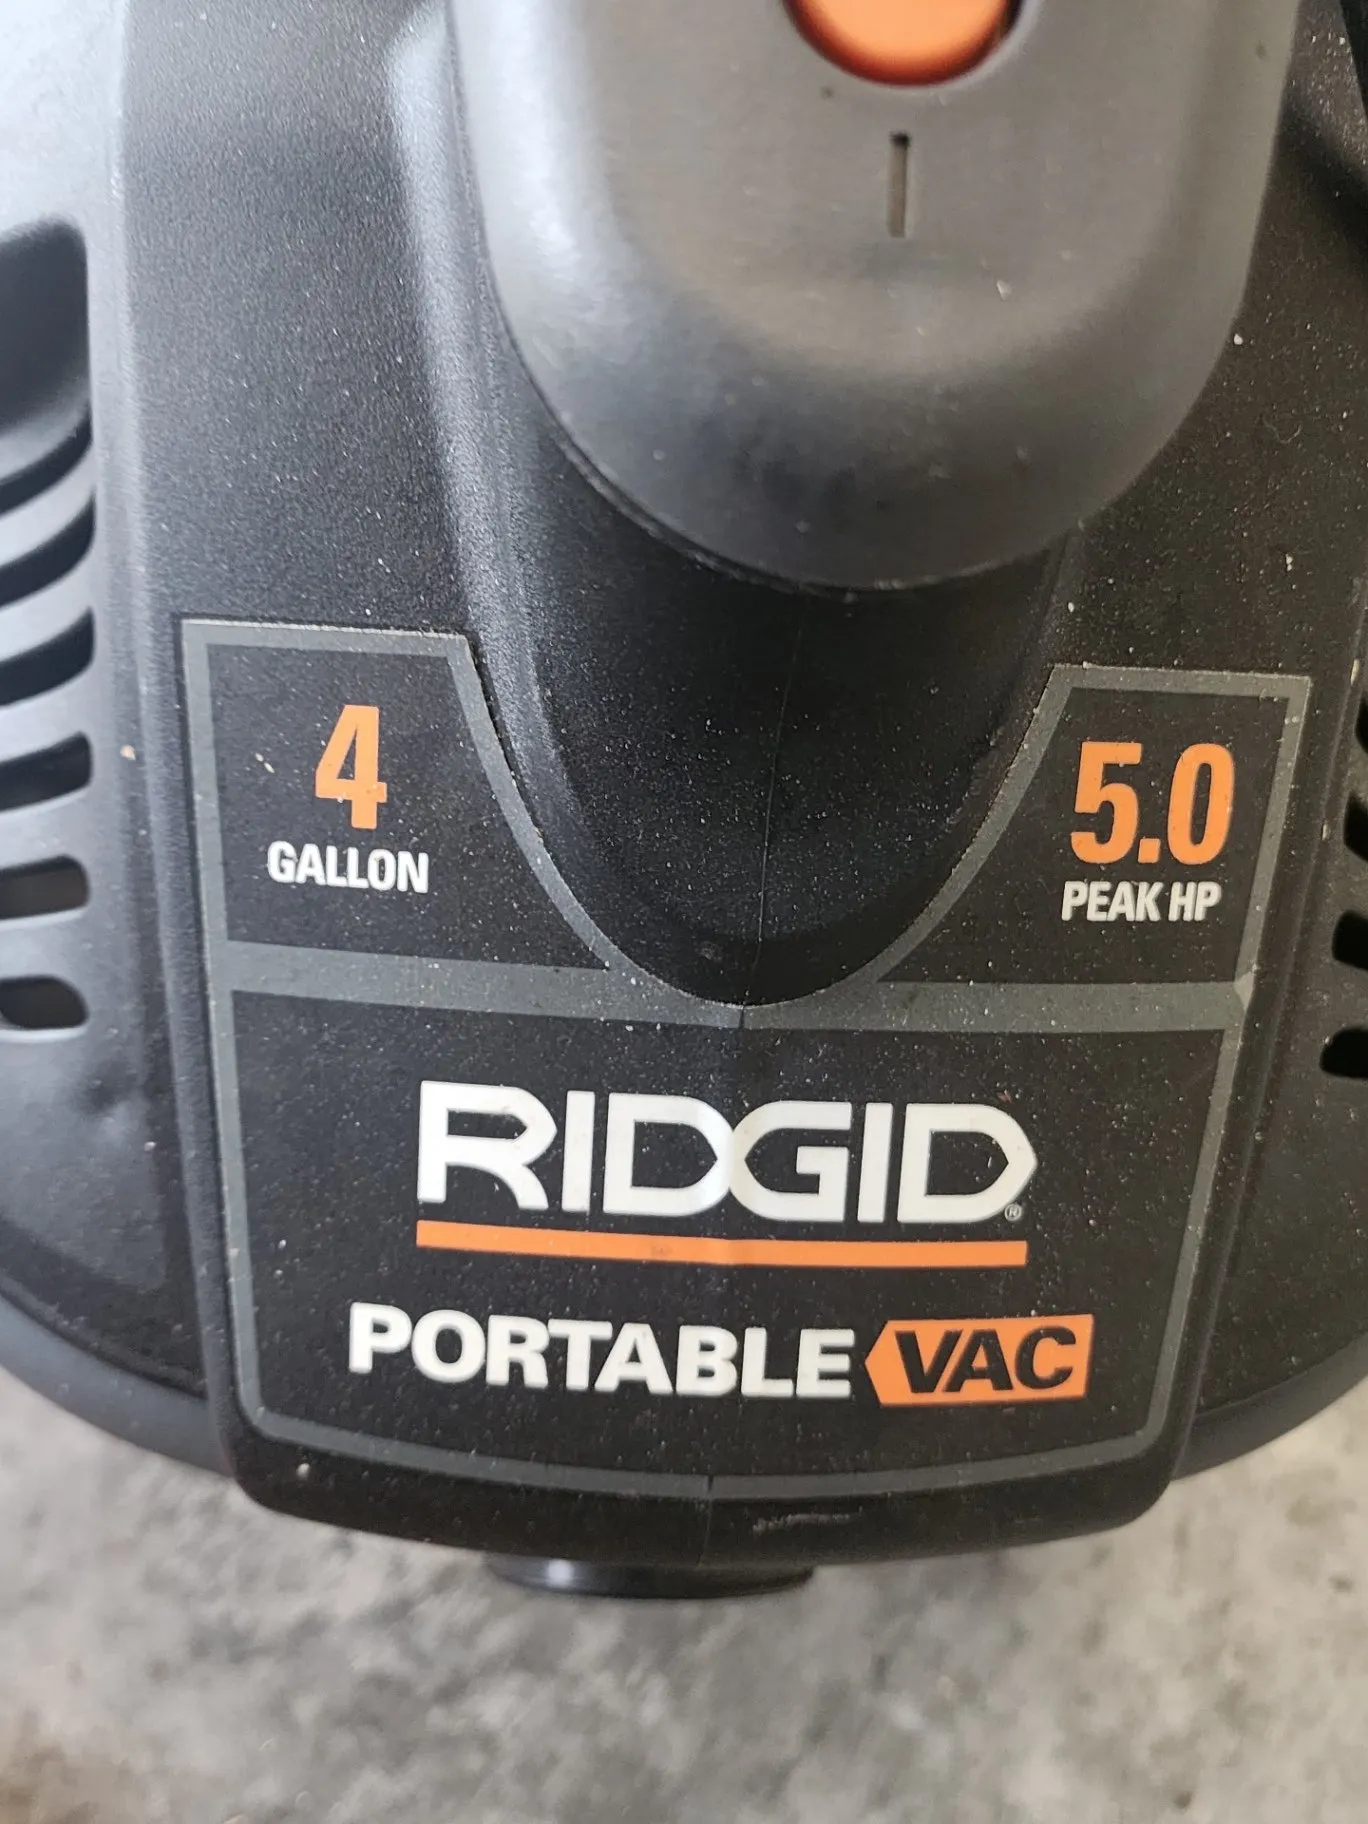 4
GALLON
5.0
PEAK HP
RIDGID®
PORTABLE VAC